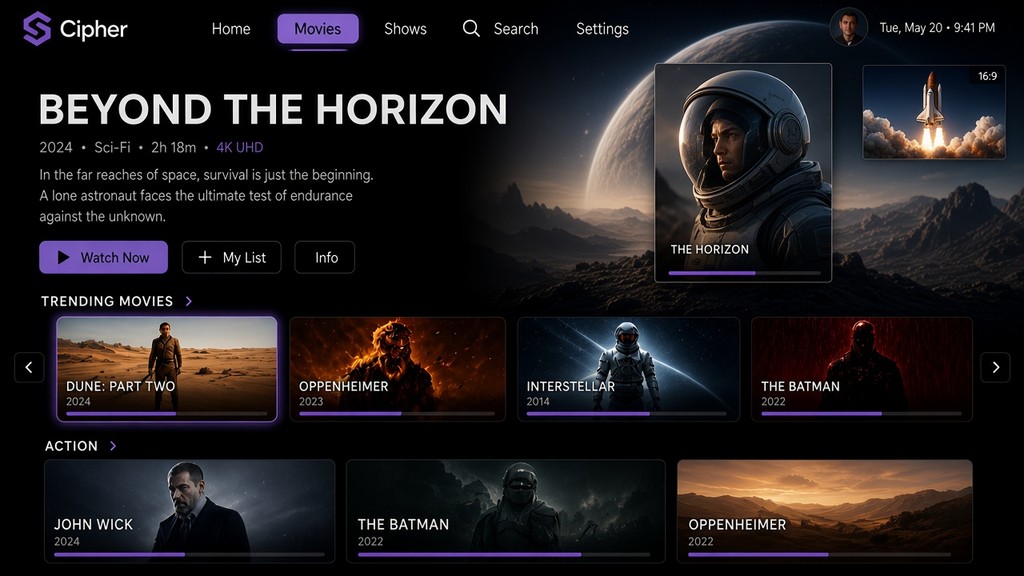 Cipher
Home
Movies
Shows
Search
Settings
Tue, May 20 • 9:41 PM
16:9
BEYOND THE HORIZON
2024 • Sci-Fi • 2h 18m • 4K UHD
In the far reaches of space, survival is just the beginning.
A lone astronaut faces the ultimate test of endurance
against the unknown.
Watch Now
My List
Info
THE HORIZON
TRENDING MOVIES
DUNE: PART TWO
2024
OPPENHEIMER
2023
INTERSTELLAR
2014
THE BATMAN
2022
ACTION
JOHN WICK
2024
THE BATMAN
2022
OPPENHEIMER
2022